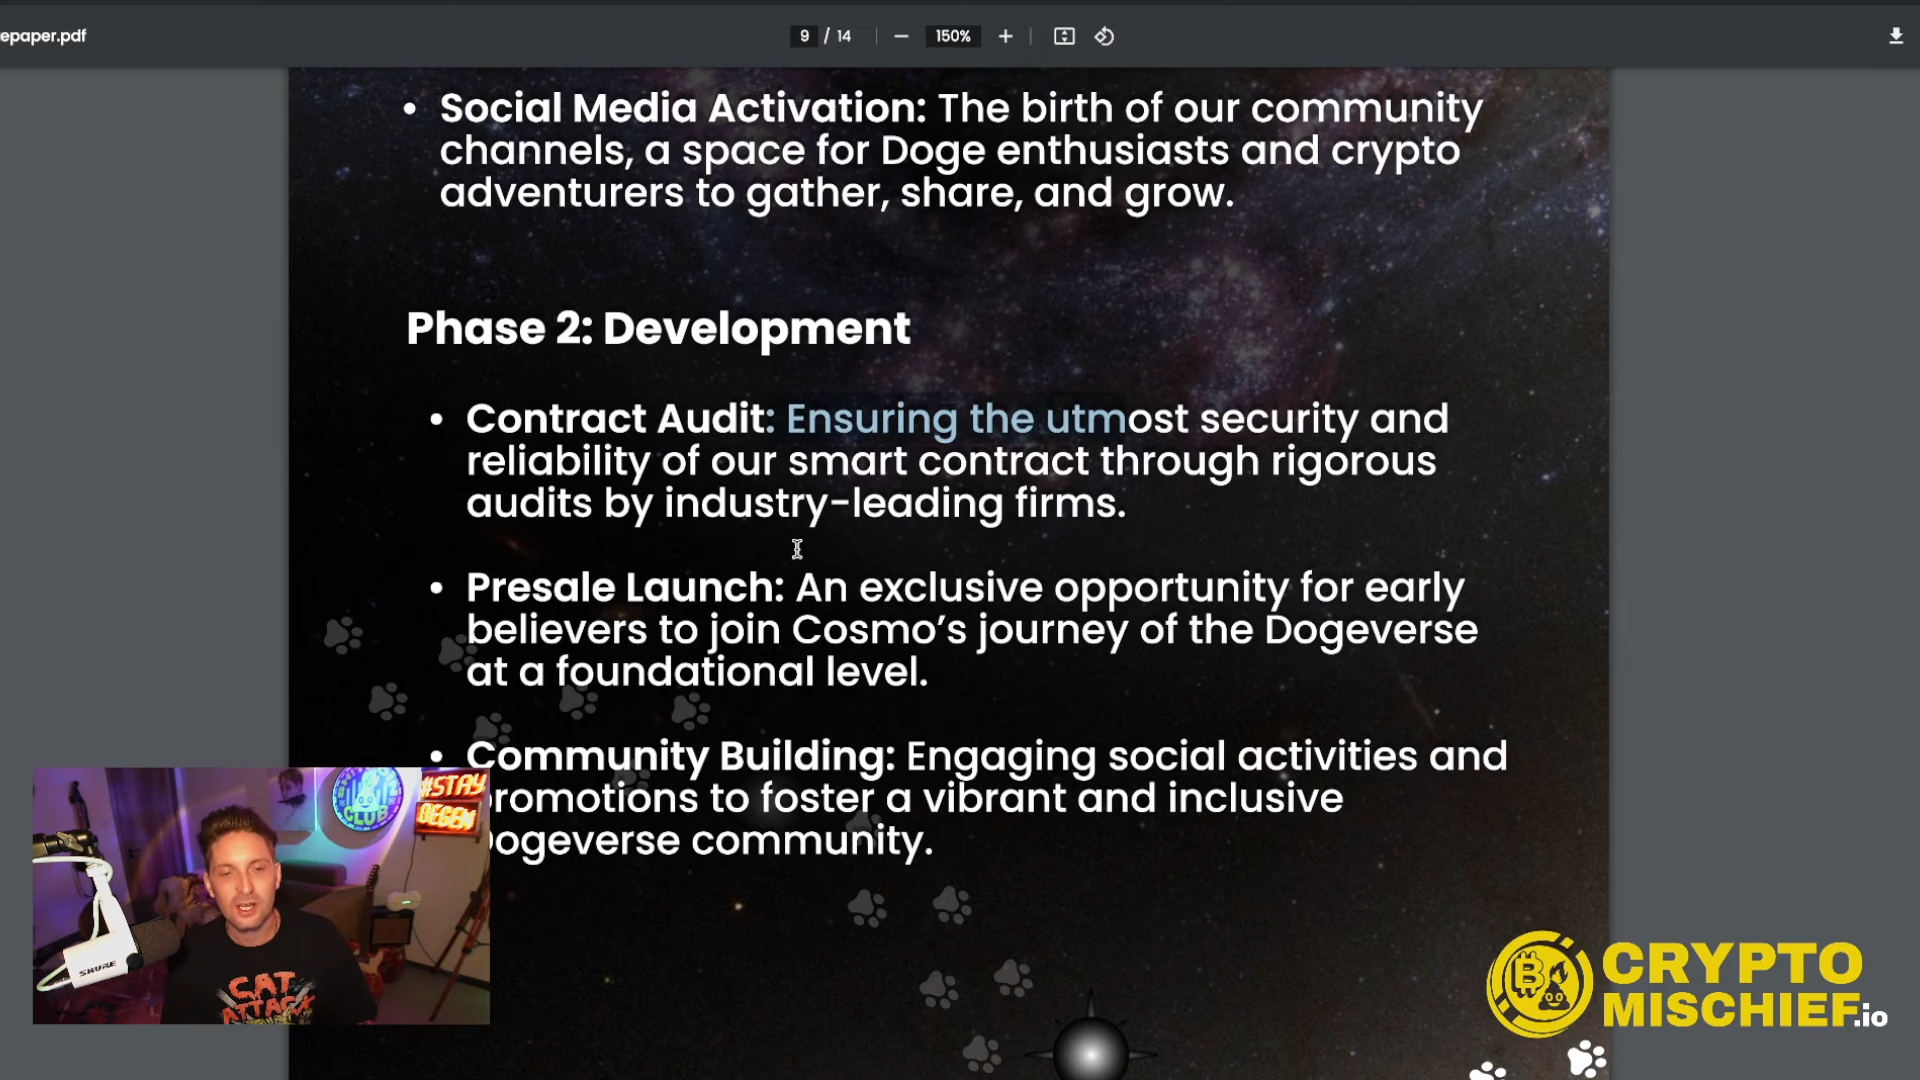 epaper.pdf
9 / 14
150%
• Social Media Activation: The birth of our community
channels, a space for Doge enthusiasts and crypto
adventurers to gather, share, and grow.
Phase 2: Development
• Contract Audit: Ensuring the utmost security and
reliability of our smart contract through rigorous
audits by industry-leading firms.
• Presale Launch: An exclusive opportunity for early
believers to join Cosmo's journey of the Dogeverse
at a foundational level.
• Community Building: Engaging social activities and
promotions to foster a vibrant and inclusive
Dogeverse community.
#STAY
DEGEN
CLUB
SHURE
CAT
ATTACK
CRYPTO
MISCHIEF.io